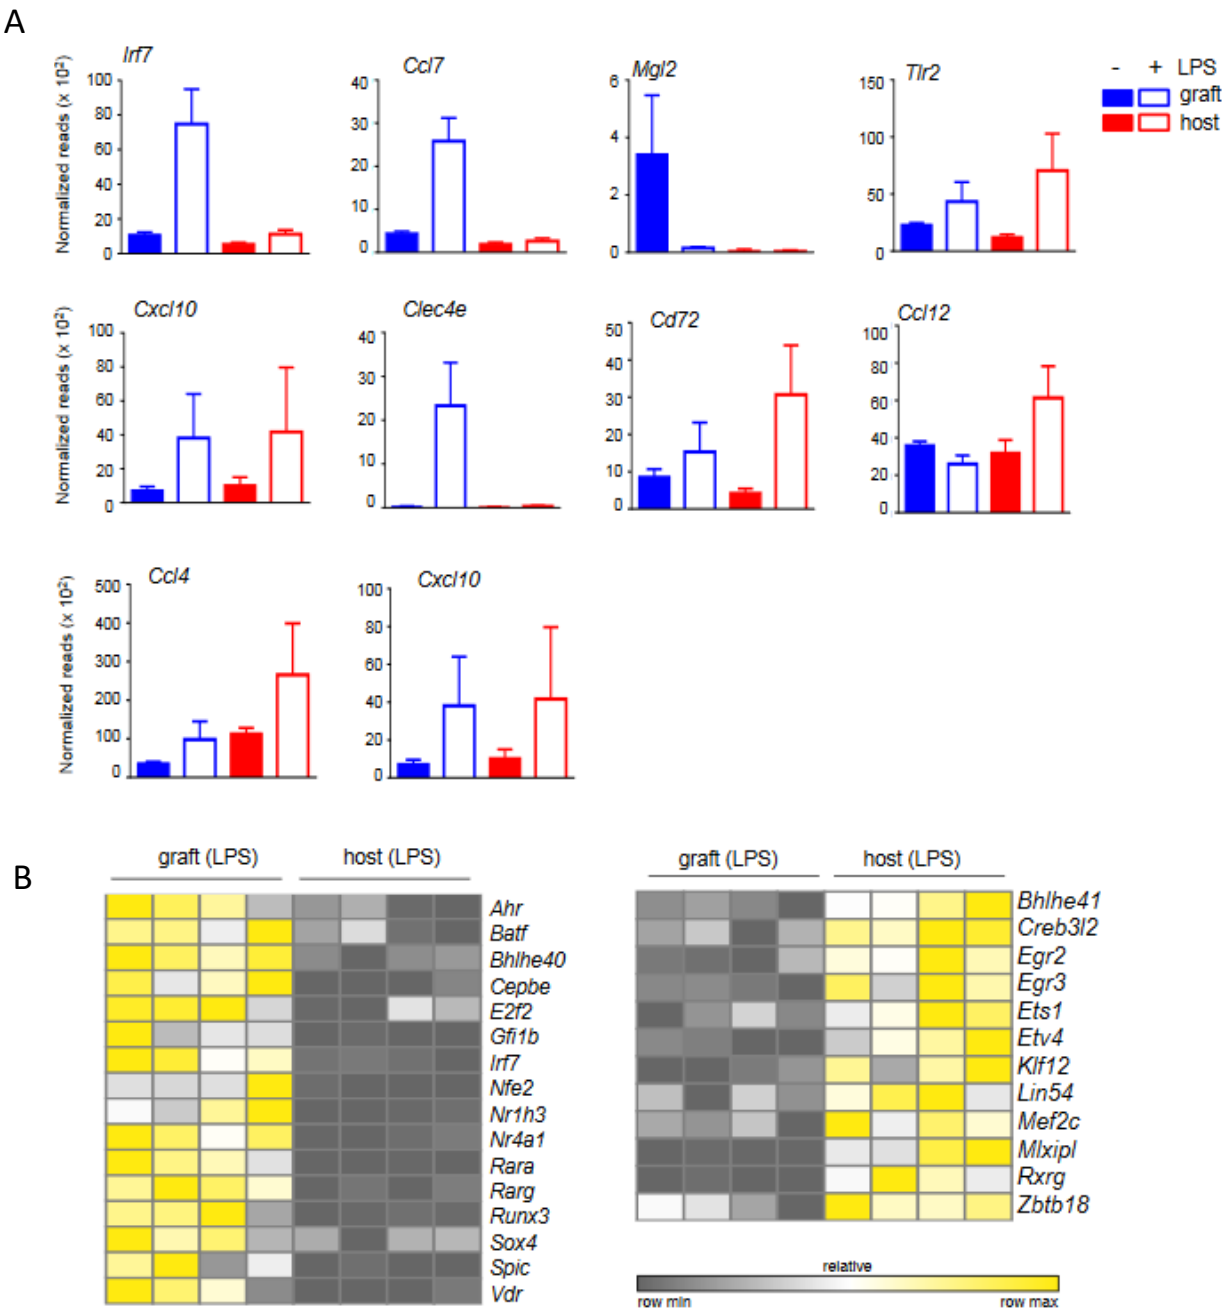 A
Irf7
Ccl7
Mgl2
Tlr2
- + LPS
graft
host
Normalized reads (x 10²)
100
80
60
40
20
0
40
30
20
10
0
6
4
2
0
150
100
50
0
Cxcl10
Clec4e
Cd72
Ccl12
Normalized reads (x 10²)
100
80
60
40
20
0
40
30
20
10
0
50
40
30
20
10
0
100
80
60
40
20
0
Ccl4
Cxcl10
Normalized reads (x 10²)
500
400
300
200
100
0
100
80
60
40
20
0
B
graft (LPS) host (LPS)
Ahr
Batf
Bhlhe40
Cepbe
E2f2
Gfi1b
Irf7
Nfe2
Nr1h3
Nr4a1
Rara
Rarg
Runx3
Sox4
Spic
Vdr
graft (LPS) host (LPS)
Bhlhe41
Creb3l2
Egr2
Egr3
Ets1
Etv4
Klf12
Lin54
Mef2c
Mlxipl
Rxrg
Zbtb18
relative
row min row max